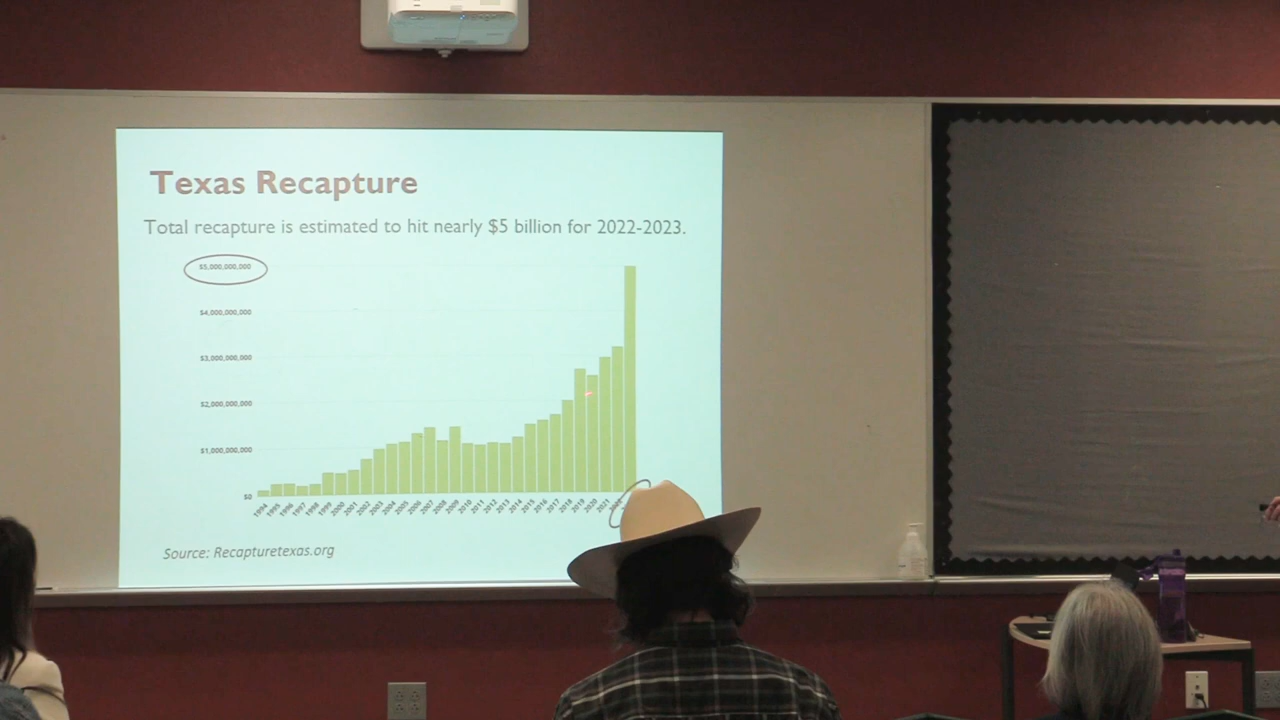 Texas Recapture
Total recapture is estimated to hit nearly $5 billion for 2022-2023.
$5,000,000,000
$4,000,000,000
$3,000,000,000
$2,000,000,000
$1,000,000,000
$0
1994 1995 1996 1997 1998 1999 2000 2001 2002 2003 2004 2005 2006 2007 2008 2009 2010 2011 2012 2013 2014 2015 2016 2017 2018 2019 2020 2021
Source: Recapturetexas.org